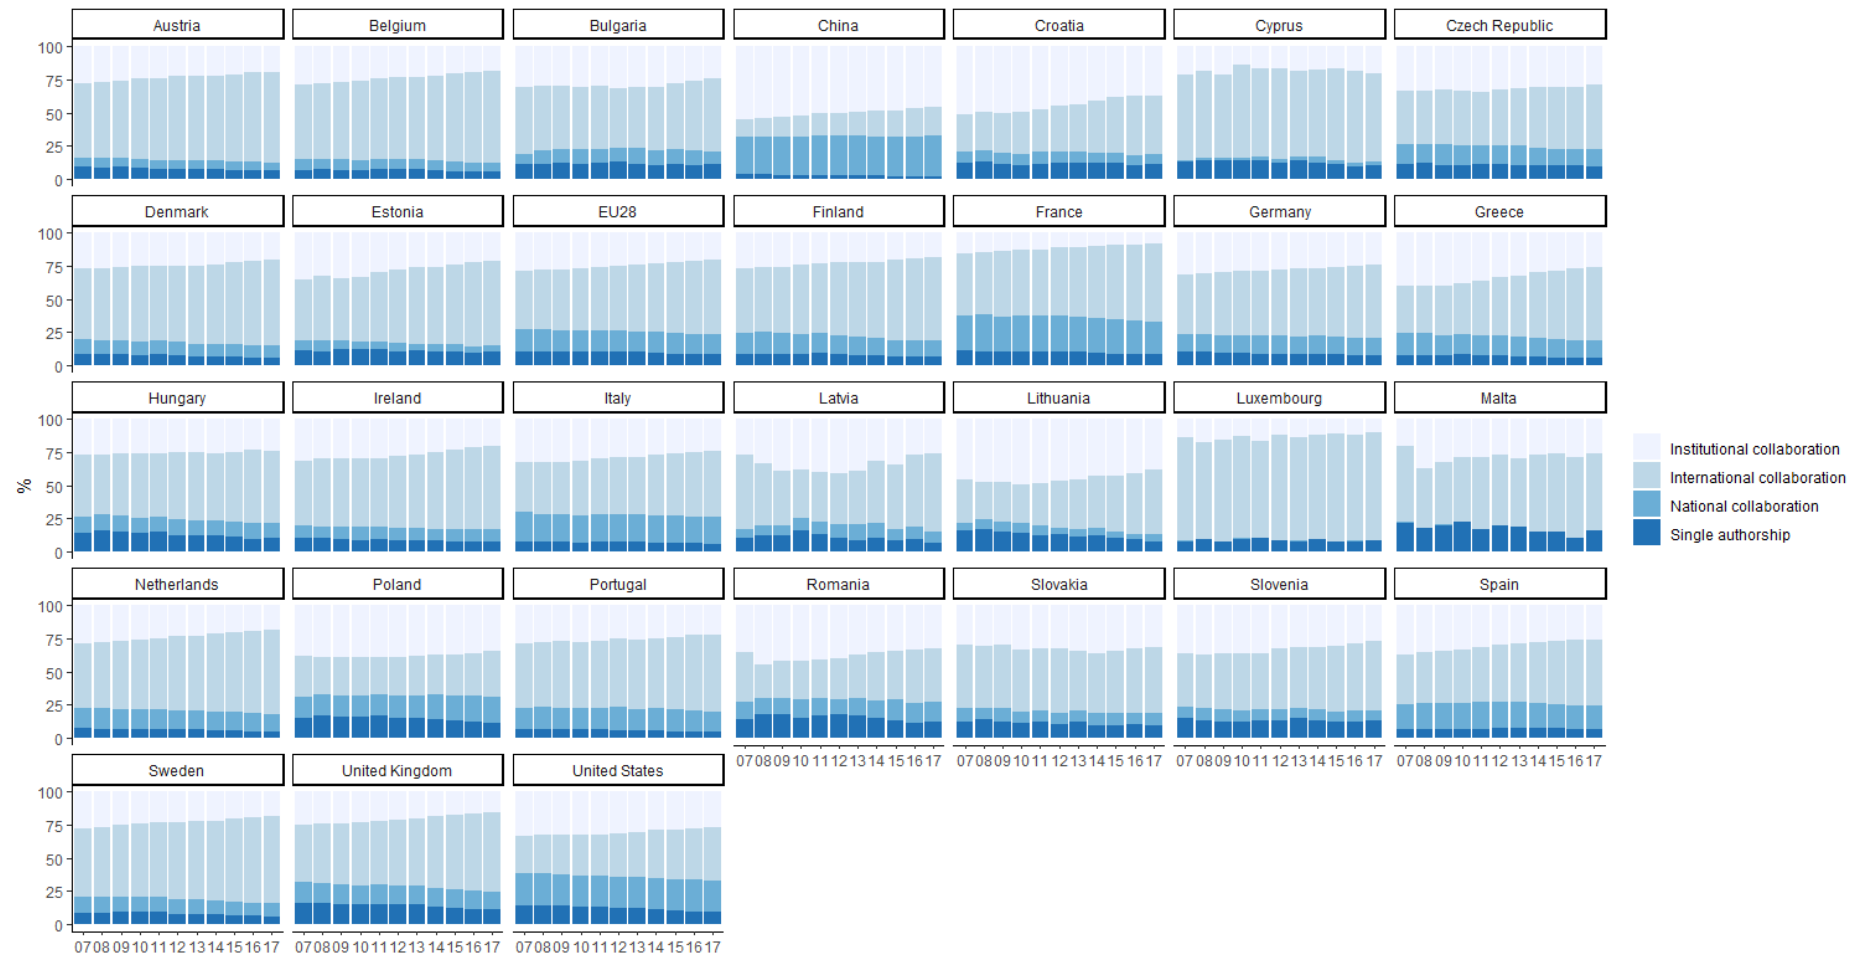 Austria Belgium Bulgaria China Croatia Cyprus Czech Republic
100
75
50
25
0
Denmark Estonia EU28 Finland France Germany Greece
100
75
50
25
0
Hungary Ireland Italy Latvia Lithuania Luxembourg Malta
100
75
50
25
0
%
Institutional collaboration
International collaboration
National collaboration
Single authorship
Netherlands Poland Portugal Romania Slovakia Slovenia Spain
100
75
50
25
0
07 08 09 10 11 12 13 14 15 16 17 07 08 09 10 11 12 13 14 15 16 17 07 08 09 10 11 12 13 14 15 16 17 07 08 09 10 11 12 13 14 15 16 17
Sweden United Kingdom United States
100
75
50
25
0
07 08 09 10 11 12 13 14 15 16 17 07 08 09 10 11 12 13 14 15 16 17 07 08 09 10 11 12 13 14 15 16 17